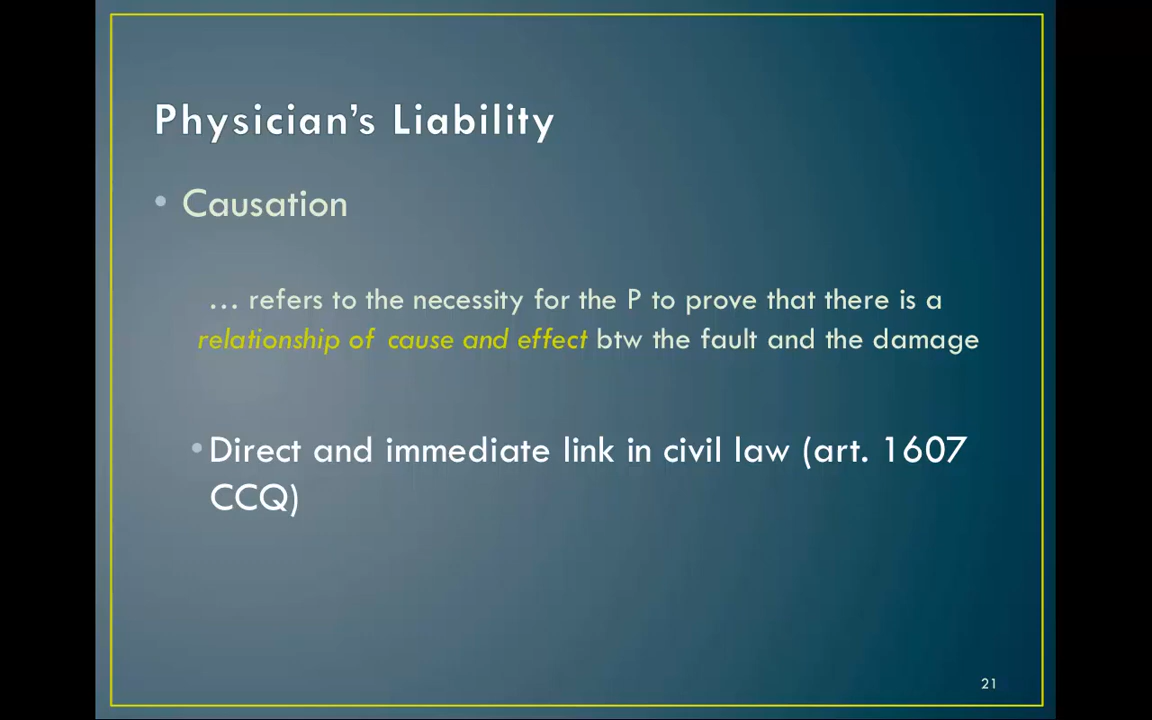 Physician’s Liability
• Causation
… refers to the necessity for the P to prove that there is a
relationship of cause and effect btw the fault and the damage
•Direct and immediate link in civil law (art. 1607
CCQ)
21